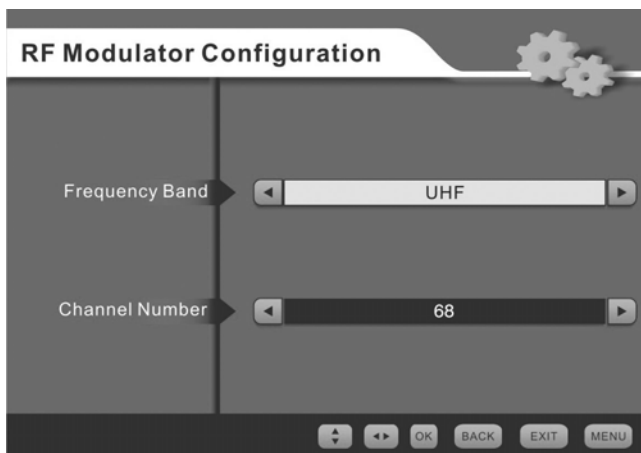 RF Modulator Configuration
Frequency Band UHF
Channel Number 68
OK BACK EXIT MENU